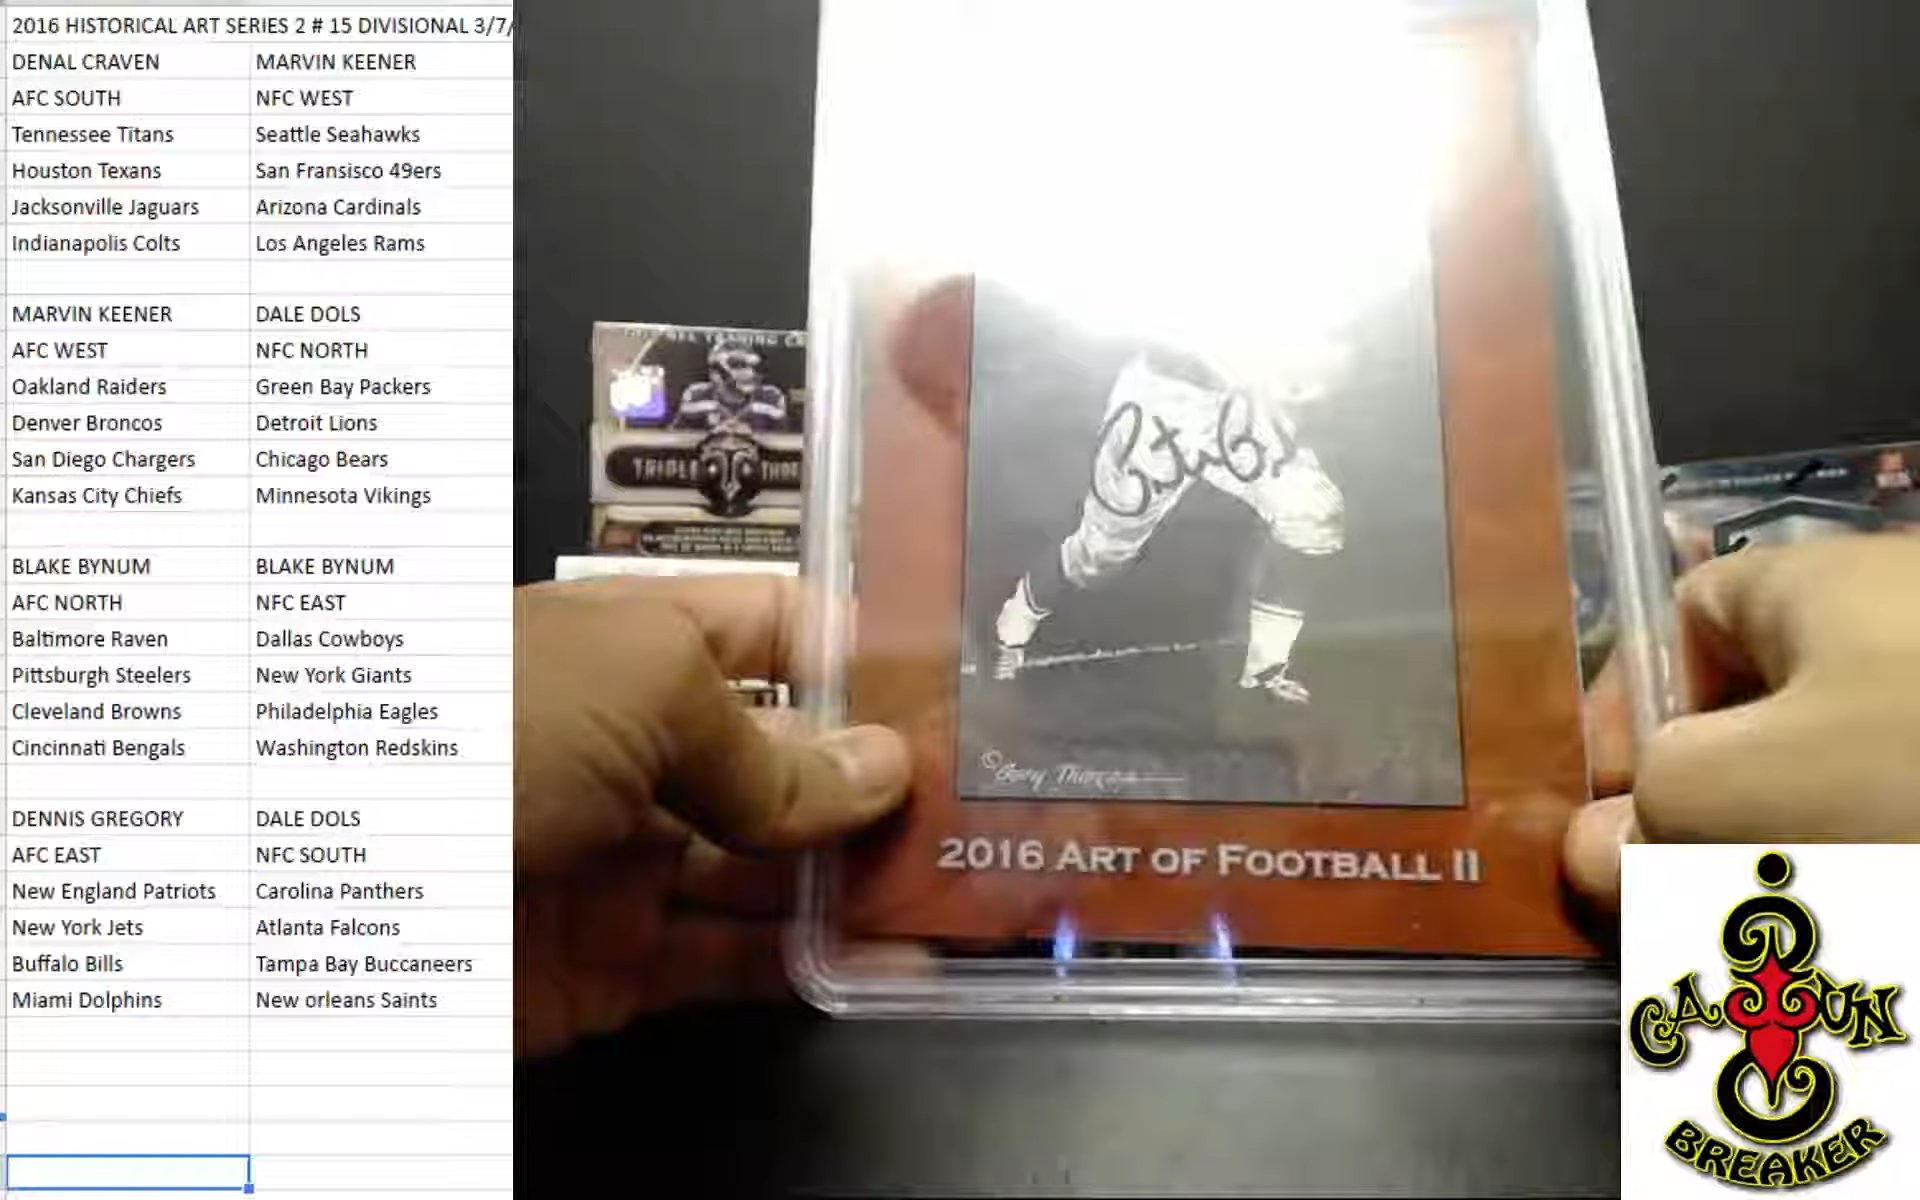 2016 HISTORICAL ART SERIES 2 # 15 DIVISIONAL 3/7/
DENAL CRAVEN MARVIN KEENER
AFC SOUTH NFC WEST
Tennessee Titans Seattle Seahawks
Houston Texans San Fransisco 49ers
Jacksonville Jaguars Arizona Cardinals
Indianapolis Colts Los Angeles Rams
MARVIN KEENER DALE DOLS
AFC WEST NFC NORTH
Oakland Raiders Green Bay Packers
Denver Broncos Detroit Lions
San Diego Chargers Chicago Bears
Kansas City Chiefs Minnesota Vikings
BLAKE BYNUM BLAKE BYNUM
AFC NORTH NFC EAST
Baltimore Raven Dallas Cowboys
Pittsburgh Steelers New York Giants
Cleveland Browns Philadelphia Eagles
Cincinnati Bengals Washington Redskins
DENNIS GREGORY DALE DOLS
AFC EAST NFC SOUTH
New England Patriots Carolina Panthers
New York Jets Atlanta Falcons
Buffalo Bills Tampa Bay Buccaneers
Miami Dolphins New orleans Saints
TRIPLE
© Gary
2016 ART OF FOOTBALL II
CAJUN
BREAKER